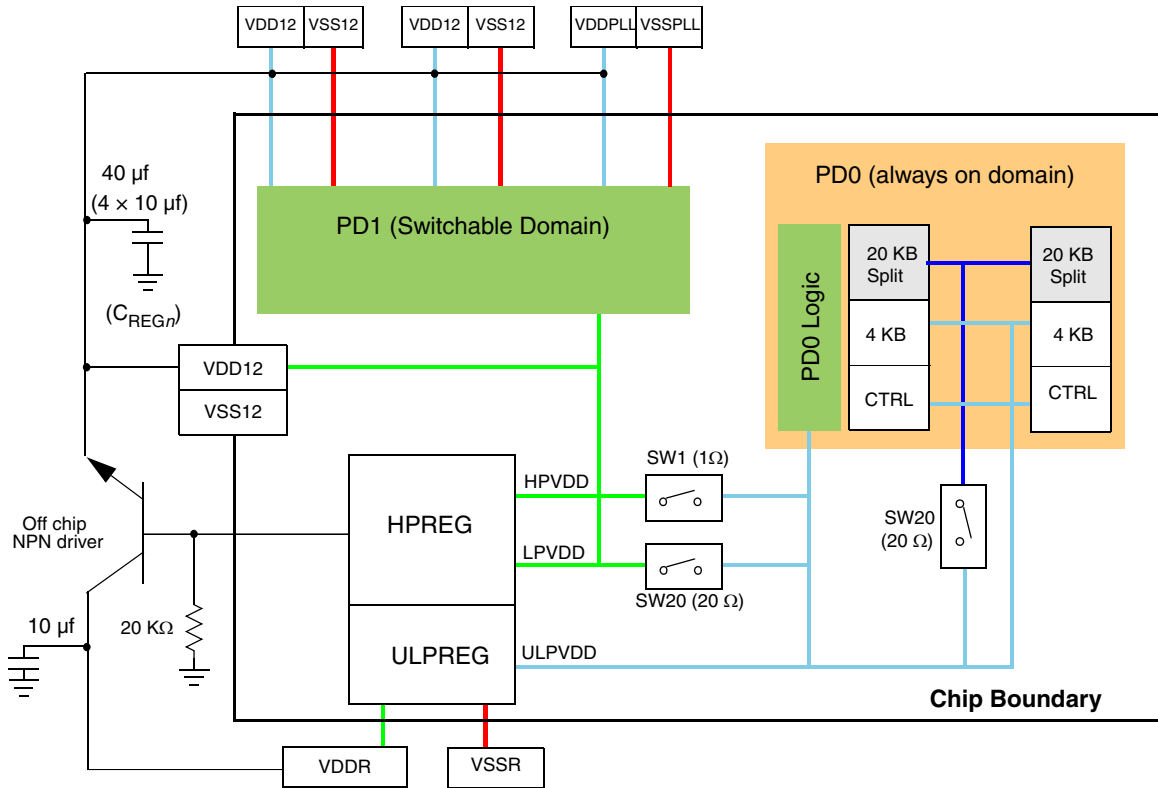 VDD12 VSS12 VDD12 VSS12 VDDPLL VSSPLL
40 µf
(4 × 10 µf)
(CREGn)
PD1 (Switchable Domain)
PD0 (always on domain)
PD0 Logic
20 KB
Split
4 KB
CTRL
20 KB
Split
4 KB
CTRL
VDD12
VSS12
Off chip
NPN driver
10 µf
20 KΩ
HPREG
ULPREG
HPVDD
LPVDD
ULPVDD
SW1 (1Ω)
SW20 (20 Ω)
SW20
(20 Ω)
Chip Boundary
VDDR
VSSR